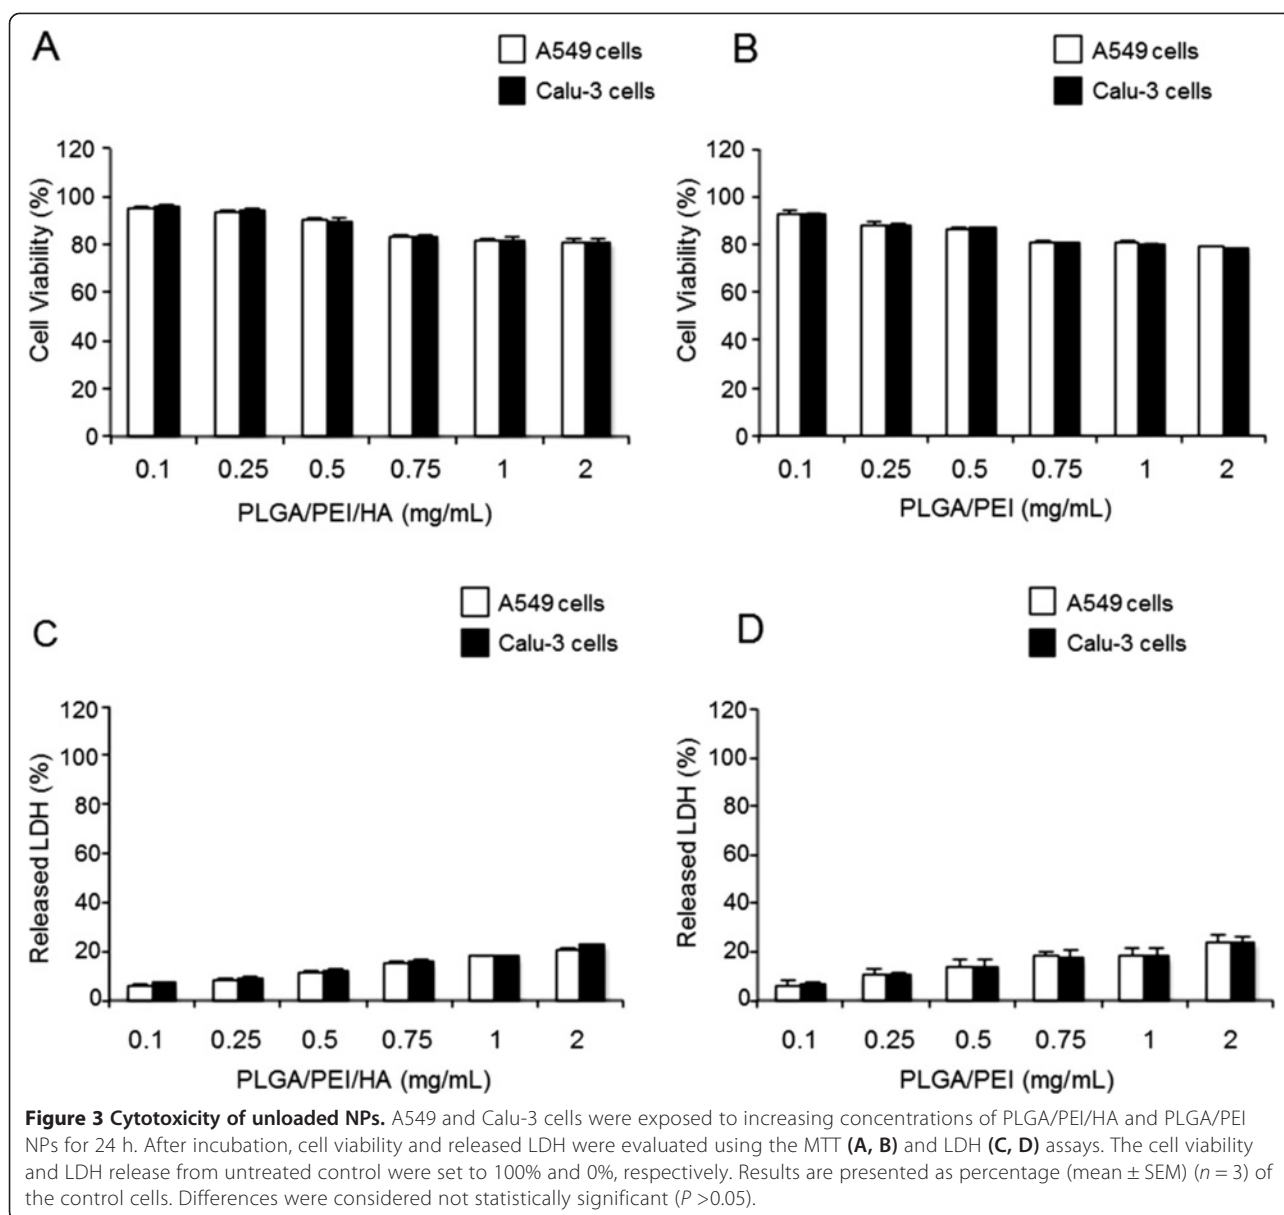 A
A549 cells
Calu-3 cells
120
100
80
60
40
20
0
Cell Viability (%)
0.1 0.25 0.5 0.75 1 2
PLGA/PEI/HA (mg/mL)
B
A549 cells
Calu-3 cells
120
100
80
60
40
20
0
Cell Viability (%)
0.1 0.25 0.5 0.75 1 2
PLGA/PEI (mg/mL)
C
A549 cells
Calu-3 cells
120
100
80
60
40
20
0
Released LDH (%)
0.1 0.25 0.5 0.75 1 2
PLGA/PEI/HA (mg/mL)
D
A549 cells
Calu-3 cells
120
100
80
60
40
20
0
Released LDH (%)
0.1 0.25 0.5 0.75 1 2
PLGA/PEI (mg/mL)
Figure 3 Cytotoxicity of unloaded NPs. A549 and Calu-3 cells were exposed to increasing concentrations of PLGA/PEI/HA and PLGA/PEI
NPs for 24 h. After incubation, cell viability and released LDH were evaluated using the MTT (A, B) and LDH (C, D) assays. The cell viability
and LDH release from untreated control were set to 100% and 0%, respectively. Results are presented as percentage (mean ± SEM) (n = 3) of
the control cells. Differences were considered not statistically significant (P >0.05).